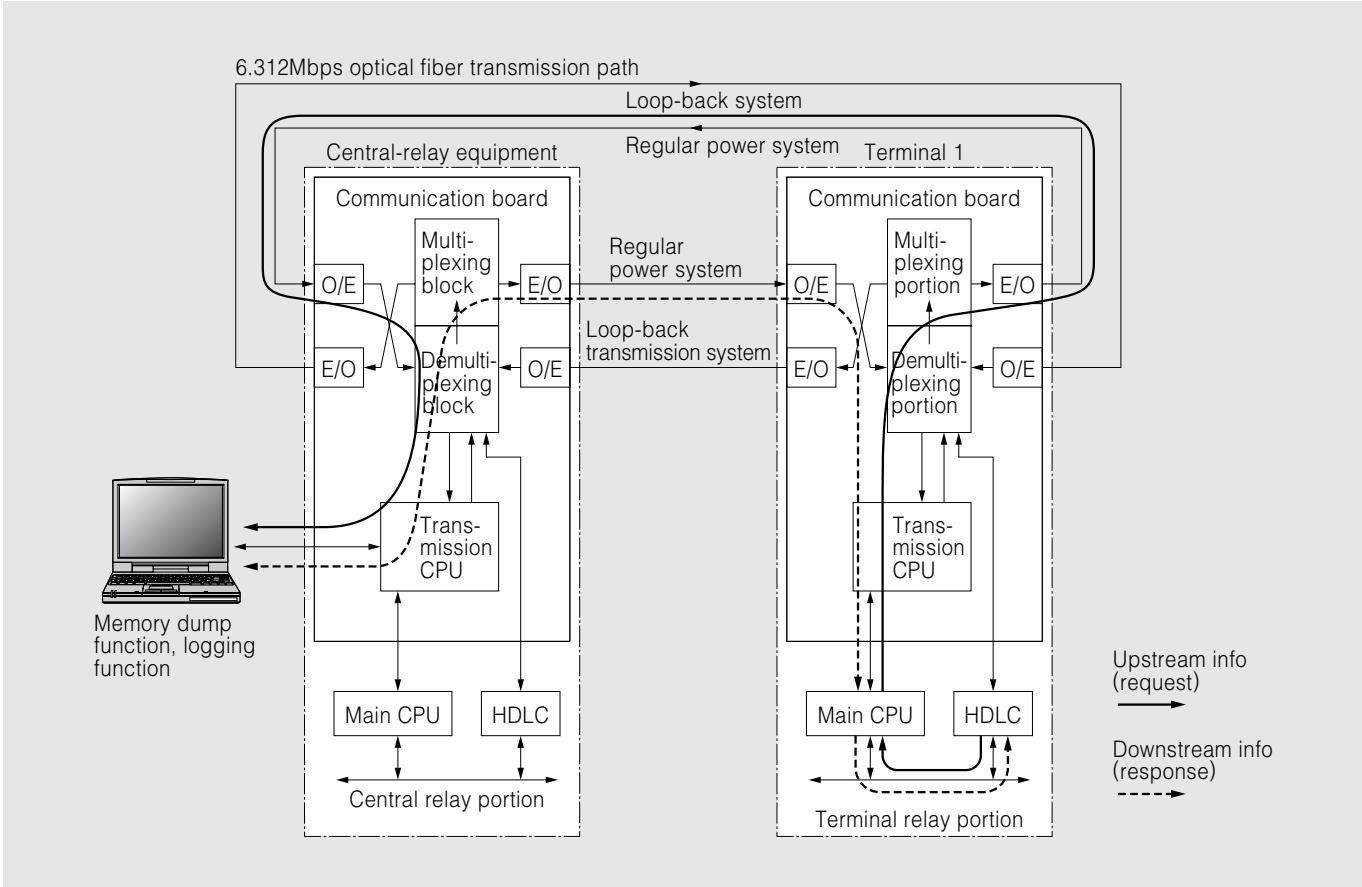 6.312Mbps optical fiber transmission path
Loop-back system
Regular power system
Central-relay equipment
Terminal 1
Communication board
Multi-
plexing
block
O/E
E/O
E/O
O/E
Demulti-
plexing
block
Trans-
mission
CPU
Main CPU
HDLC
Central relay portion
Regular
power system
Loop-back
transmission system
Communication board
Multi-
plexing
portion
O/E
E/O
E/O
O/E
Demulti-
plexing
portion
Trans-
mission
CPU
Main CPU
HDLC
Terminal relay portion
Memory dump
function, logging
function
Upstream info
(request)
Downstream info
(response)